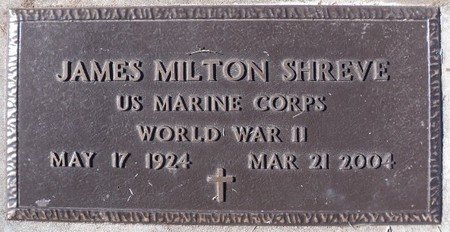 JAMES MILTON SHREVE
US MARINE CORPS
WORLD WAR II
MAY 17 1924 MAR 21 2004